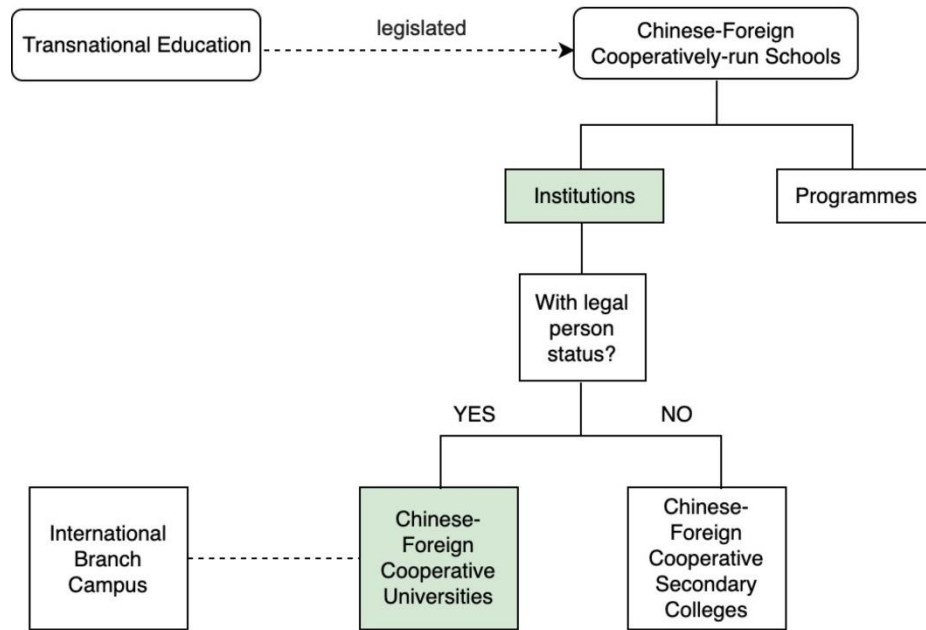 Transnational Education
legislated
Chinese-Foreign
Cooperatively-run Schools
Institutions
Programmes
With legal
person
status?
YES
NO
International
Branch
Campus
Chinese-
Foreign
Cooperative
Universities
Chinese-
Foreign
Cooperative
Secondary
Colleges